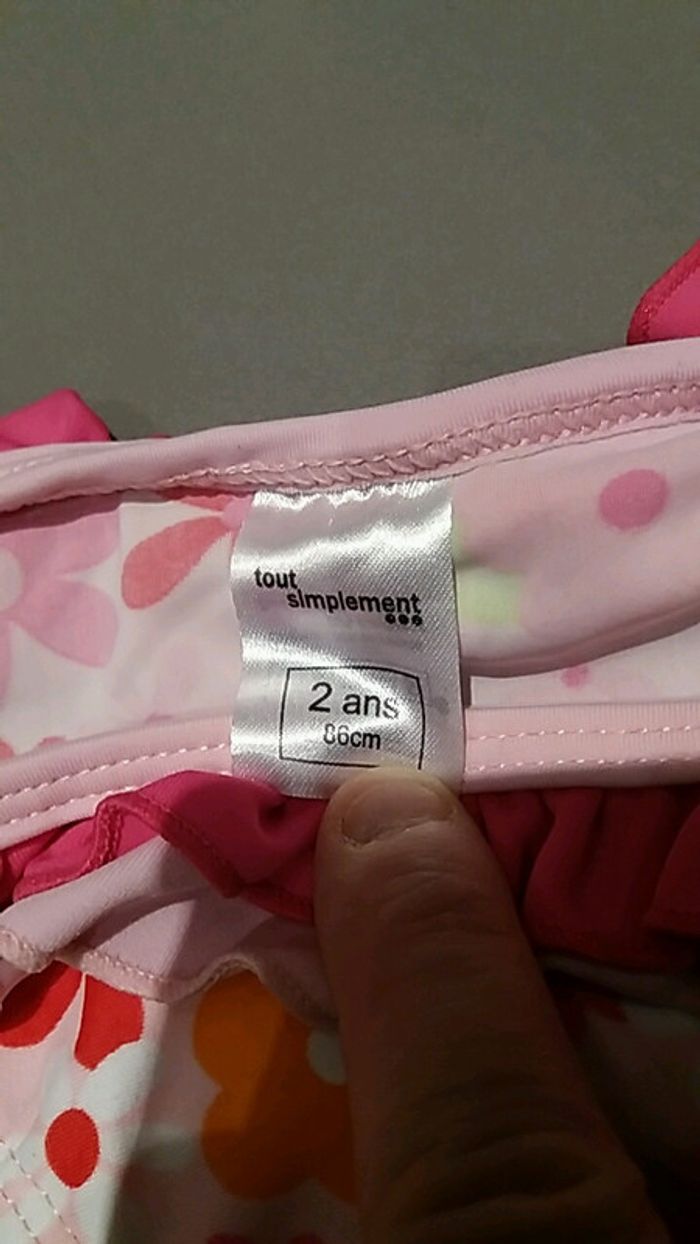 tout
simplement
2 ans
86cm